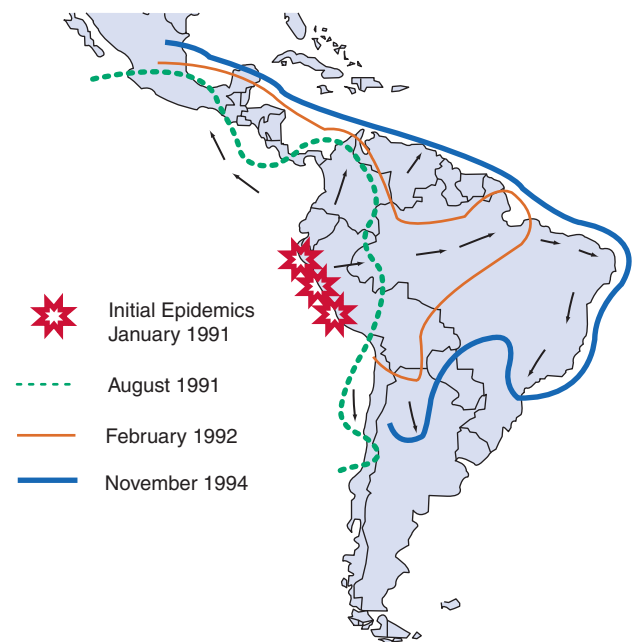 Initial Epidemics
January 1991
August 1991
February 1992
November 1994